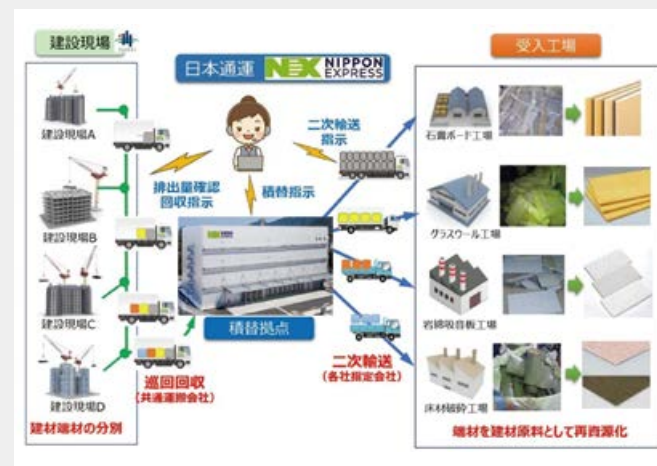 建設現場
日本通運 NX NIPPON EXPRESS
受入工場
建設現場A
建設現場B
建設現場C
建設現場D
建材端材の分別
排出量確認
回収指示
積替指示
二次輸送
指示
積替拠点
巡回回収
(共通運搬会社)
二次輸送
(各社指定会社)
石膏ボード工場
グラスウール工場
岩綿吸音板工場
床材破砕工場
端材を建材原料として再資源化